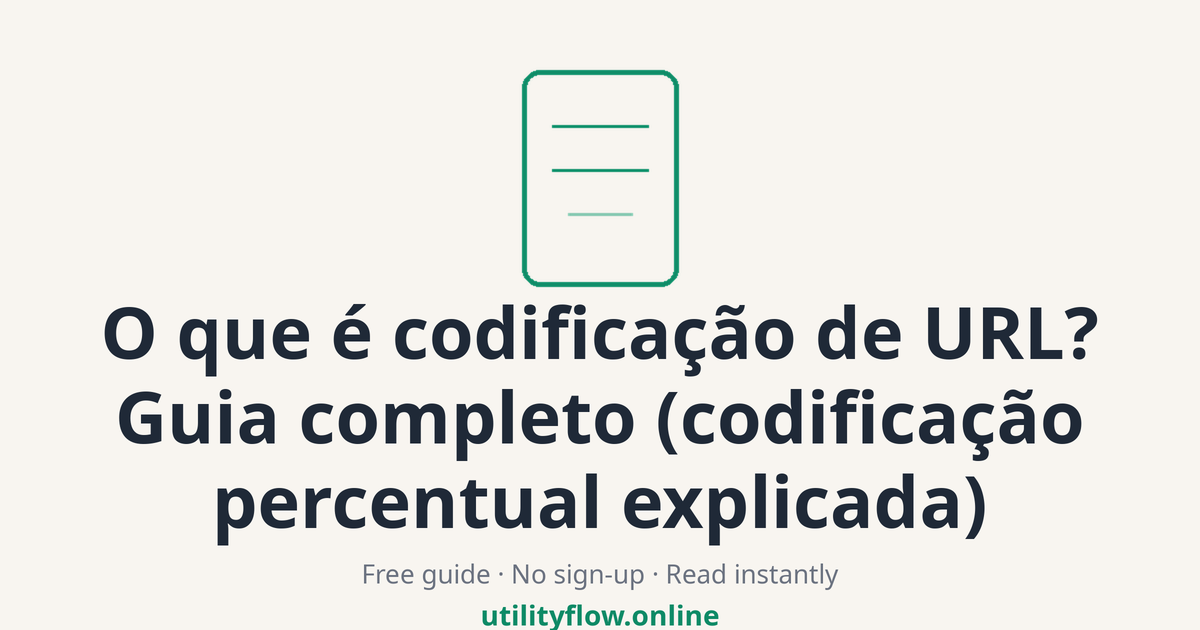 O que é codificação de URL?
Guia completo (codificação
percentual explicada)
Free guide · No sign-up · Read instantly
utilityflow.online